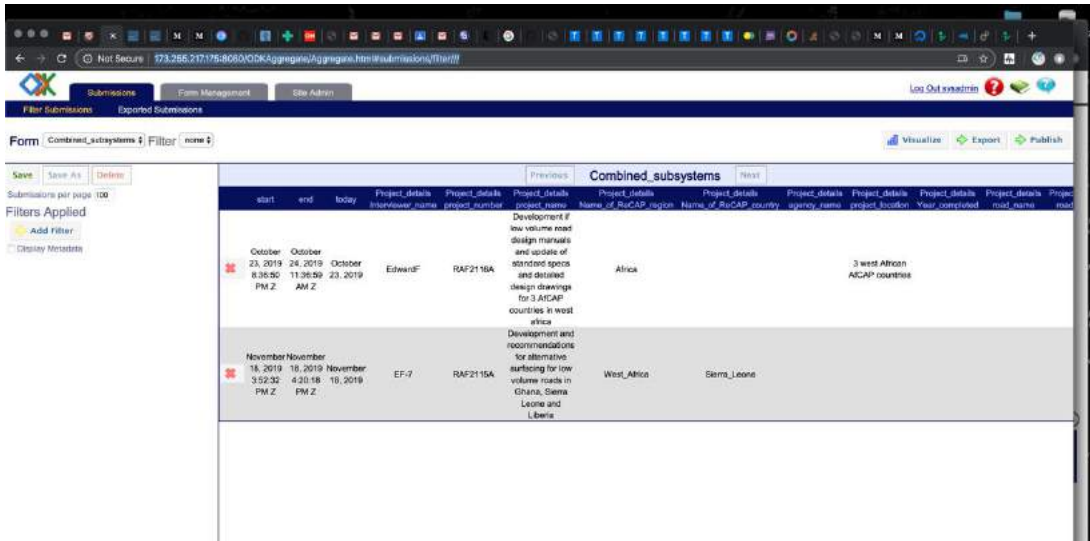 Not Secure 173.255.217.175:8080/ODKAggregate/Aggregate.html#submissions/filter///
Submissions Form Management Site Admin Log Out sysadmin
Filter Submissions Exported Submissions
Form Combined_subsystems Filter none Visualize Export Publish
Save Save As Delete Previous Combined_subsystems Next
Submissions per page 100
Filters Applied
Add Filter
Display Metadata
start end today Project_details Interviewer_name Project_details project_number Project_details project_name Project_details Name_of_ReCAP_region Project_details Name_of_ReCAP_country Project_details agency_name Project_details project_location Project_details Year_completed Project_details road_name
October 23, 2019 8:36:50 PM Z
October 24, 2019 11:36:59 AM Z
October 23, 2019
EdwardF
RAF2116A
Development if
low volume road
design manuals
and update of
standard specs
and detailed
design drawings
for 3 AfCAP
countries in west
africa
Africa
3 west African
AfCAP countries
November 18, 2019 3:52:32 PM Z
November 18, 2019 4:20:18 PM Z
November 18, 2019
EF-7
RAF2115A
Development and
recommendations
for alternative
surfacing for low
volume roads in
Ghana, Sierra
Leone and
Liberia
West_Africa
Sierra_Leone